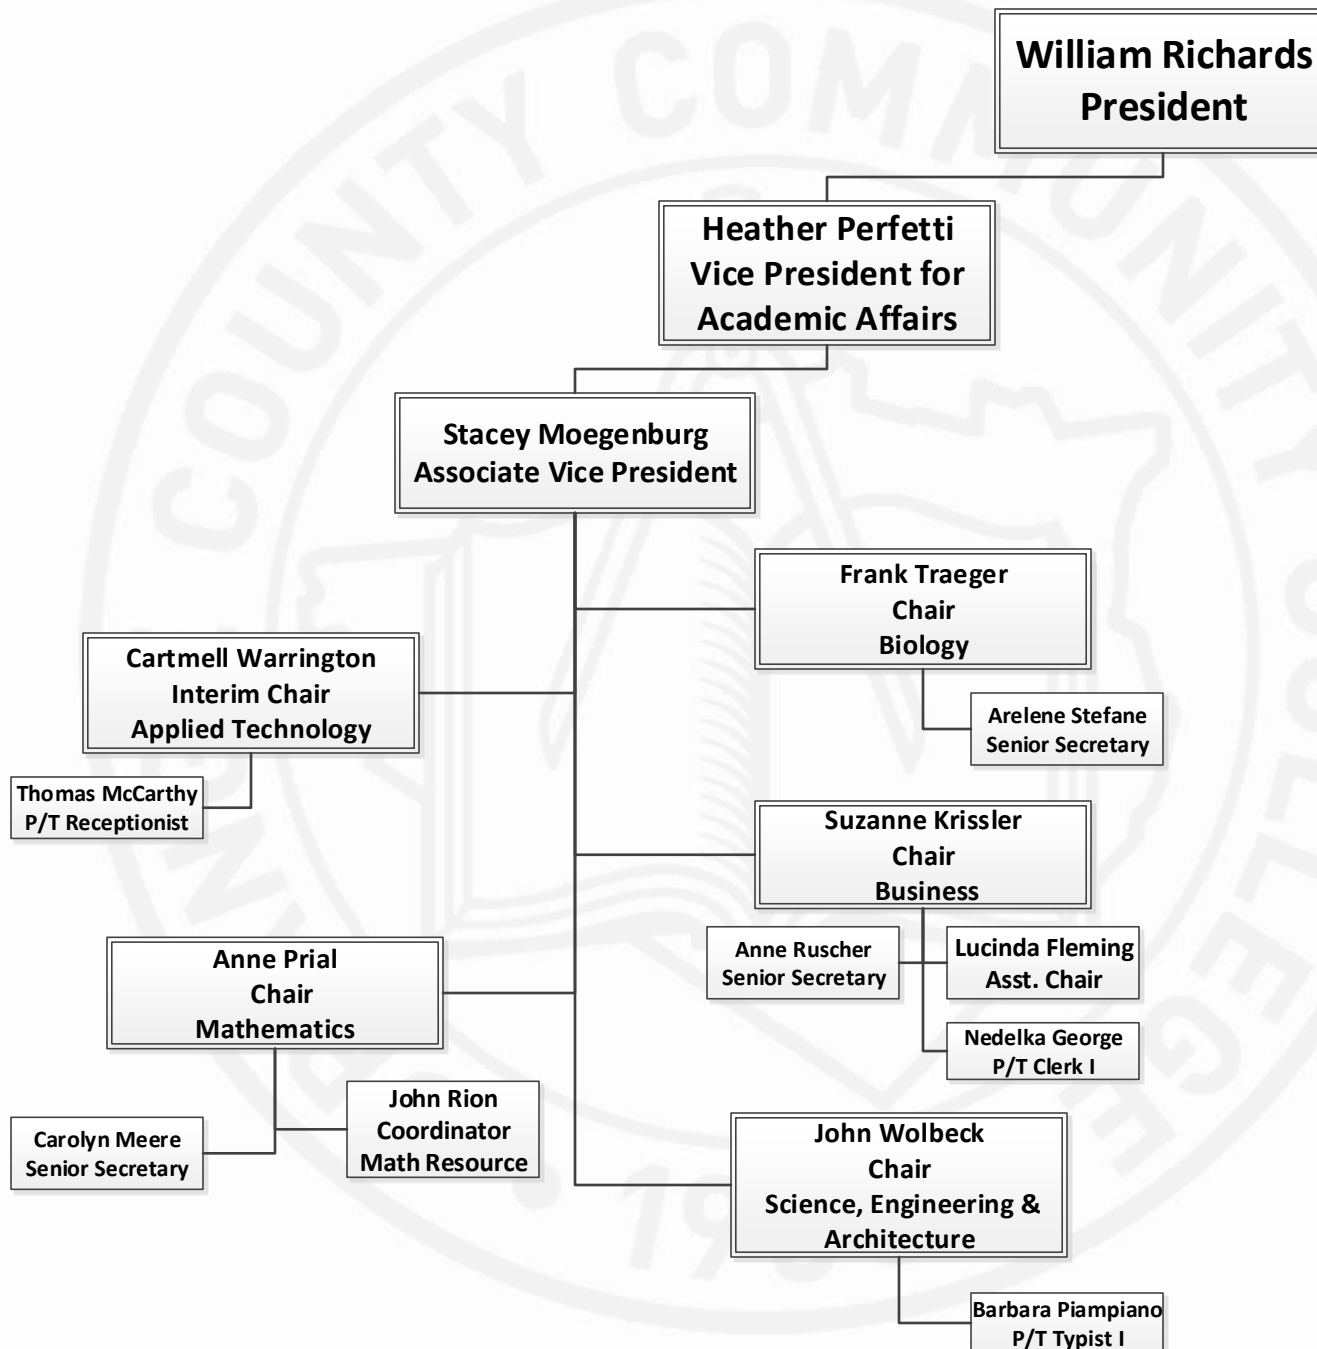 William Richards
President
Heather Perfetti
Vice President for
Academic Affairs
Stacey Moegenburg
Associate Vice President
Frank Traeger
Chair
Biology
Cartmell Warrington
Interim Chair
Applied Technology
Arelene Stefane
Senior Secretary
Thomas McCarthy
P/T Receptionist
Suzanne Krissler
Chair
Business
Anne Ruscher
Senior Secretary
Lucinda Fleming
Asst. Chair
Anne Prial
Chair
Mathematics
Nedelka George
P/T Clerk I
John Rion
Coordinator
Math Resource
Carolyn Meere
Senior Secretary
John Wolbeck
Chair
Science, Engineering &
Architecture
Barbara Piampiano
P/T Typist I
COUNTY COMMUNITY COLLEGE